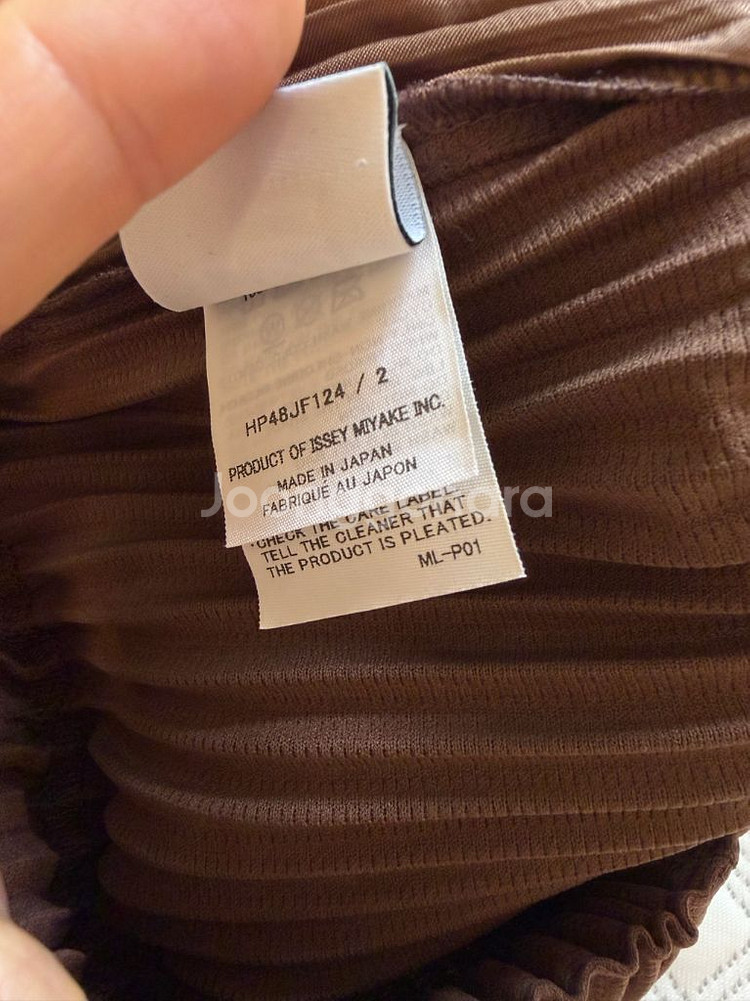 HP48JF124 / 2
PRODUCT OF ISSEY MIYAKE INC.
MADE IN JAPAN
FABRIQUÉ AU JAPON
·CHECK THE CARE LABEL
TELL THE CLEANER THAT
THE PRODUCT IS PLEATED.
ML-P01